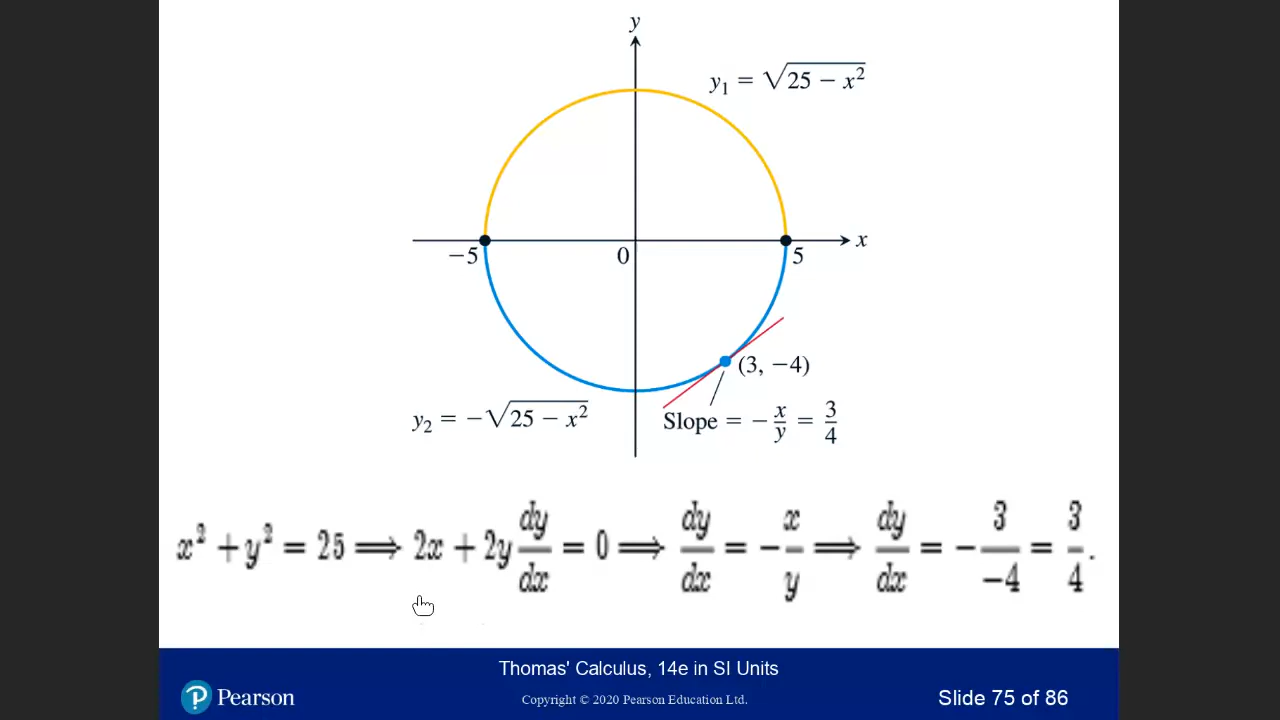 y
y₁ = √(25 − x²)
x
−5
0
5
(3, −4)
y₂ = −√(25 − x²)
Slope = −x/y = 3/4
x² + y² = 25 ⟹ 2x + 2y dy/dx = 0 ⟹ dy/dx = −x/y ⟹ dy/dx = −3/−4 = 3/4.
Thomas' Calculus, 14e in SI Units
P Pearson
Copyright © 2020 Pearson Education Ltd.
Slide 75 of 86